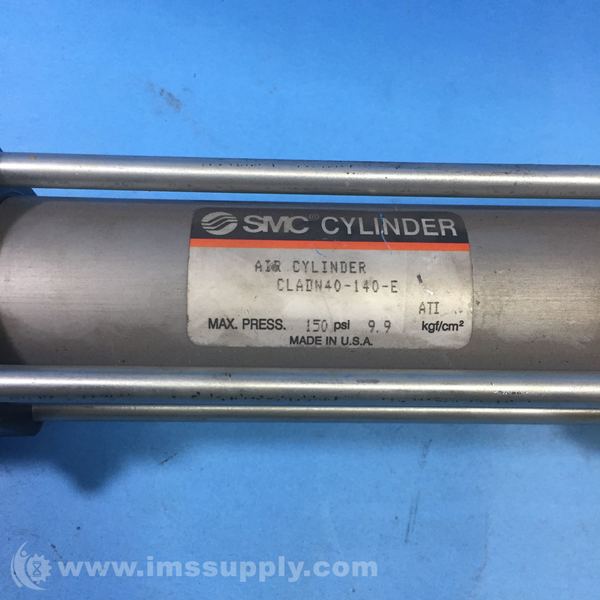 SMC® CYLINDER
AIR CYLINDER
CLADN40-140-E
ATI
MAX. PRESS. 150 psi 9.9 kgf/cm²
MADE IN U.S.A.
www.imssupply.com